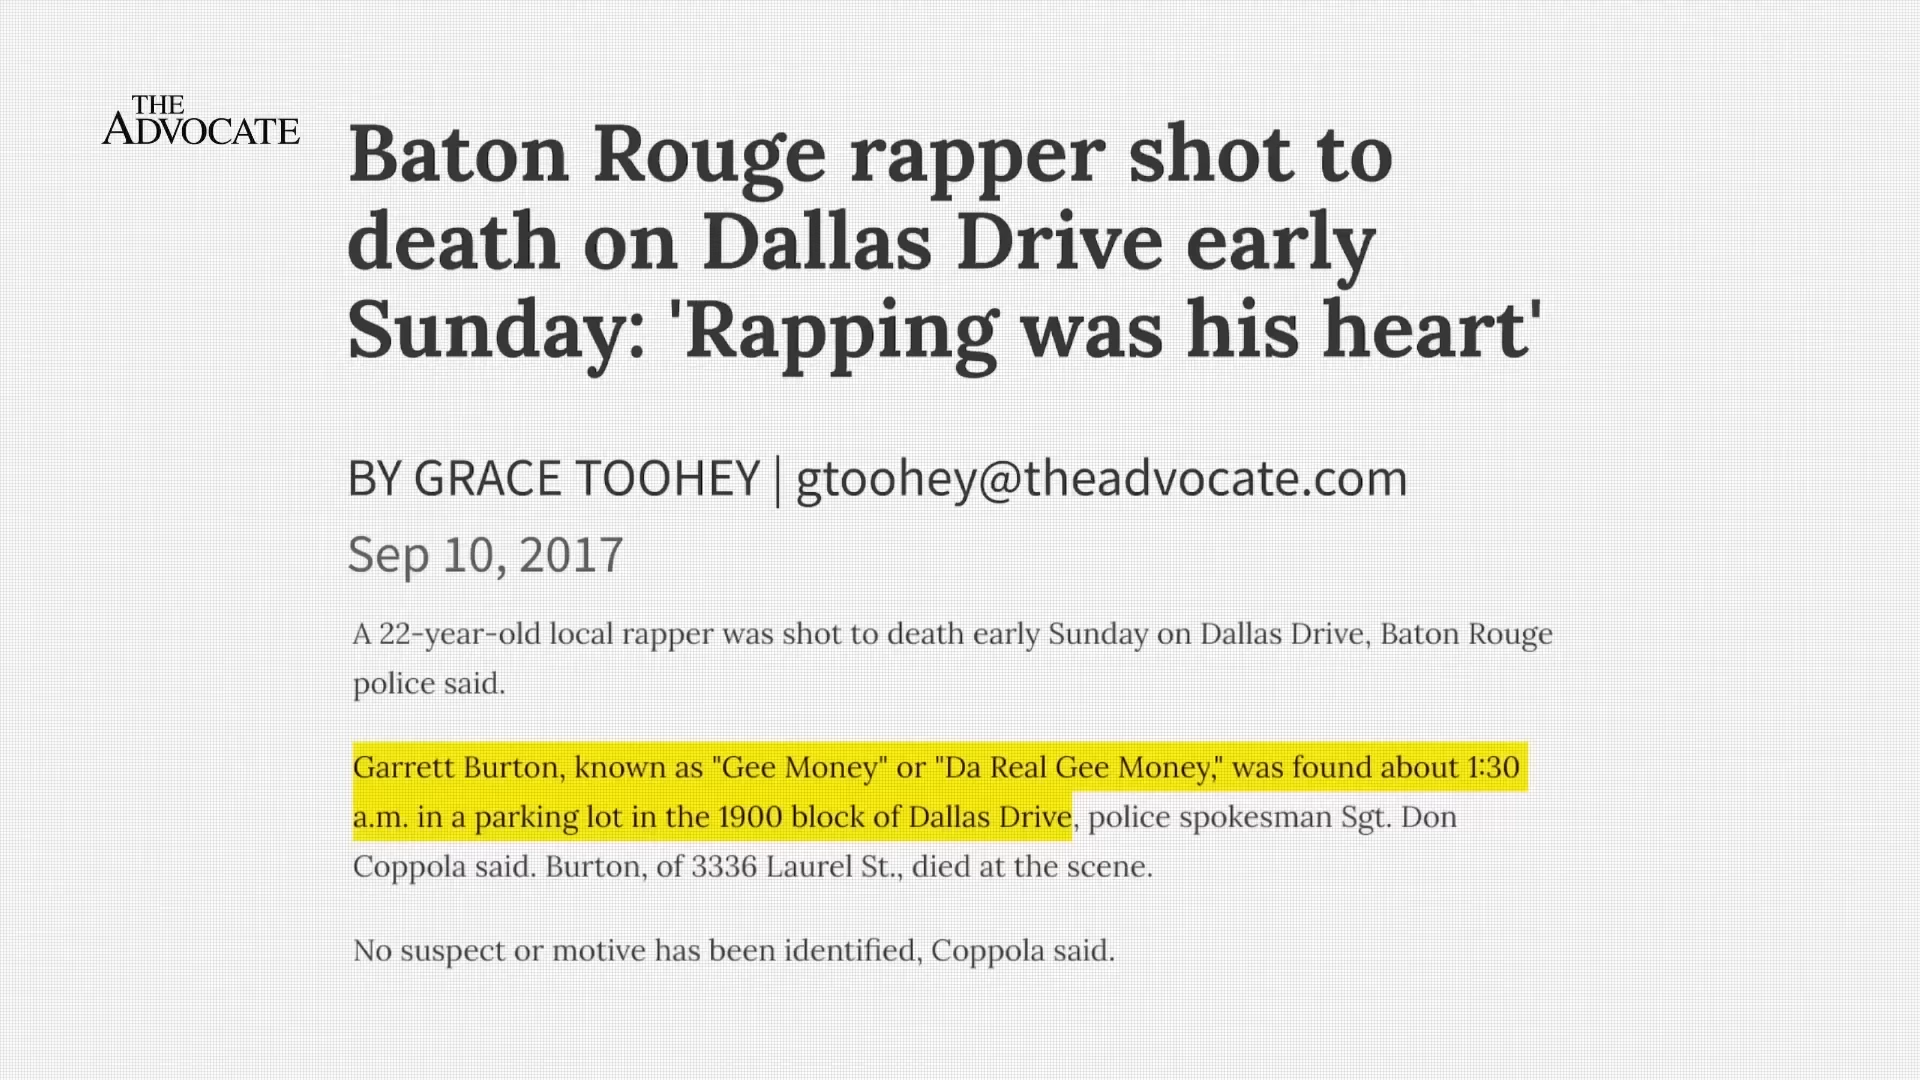 THE
ADVOCATE
Baton Rouge rapper shot to
death on Dallas Drive early
Sunday: 'Rapping was his heart'
BY GRACE TOOHEY | gtoohey@theadvocate.com
Sep 10, 2017
A 22-year-old local rapper was shot to death early Sunday on Dallas Drive, Baton Rouge
police said.
Garrett Burton, known as "Gee Money" or "Da Real Gee Money," was found about 1:30
a.m. in a parking lot in the 1900 block of Dallas Drive, police spokesman Sgt. Don
Coppola said. Burton, of 3336 Laurel St., died at the scene.
No suspect or motive has been identified, Coppola said.